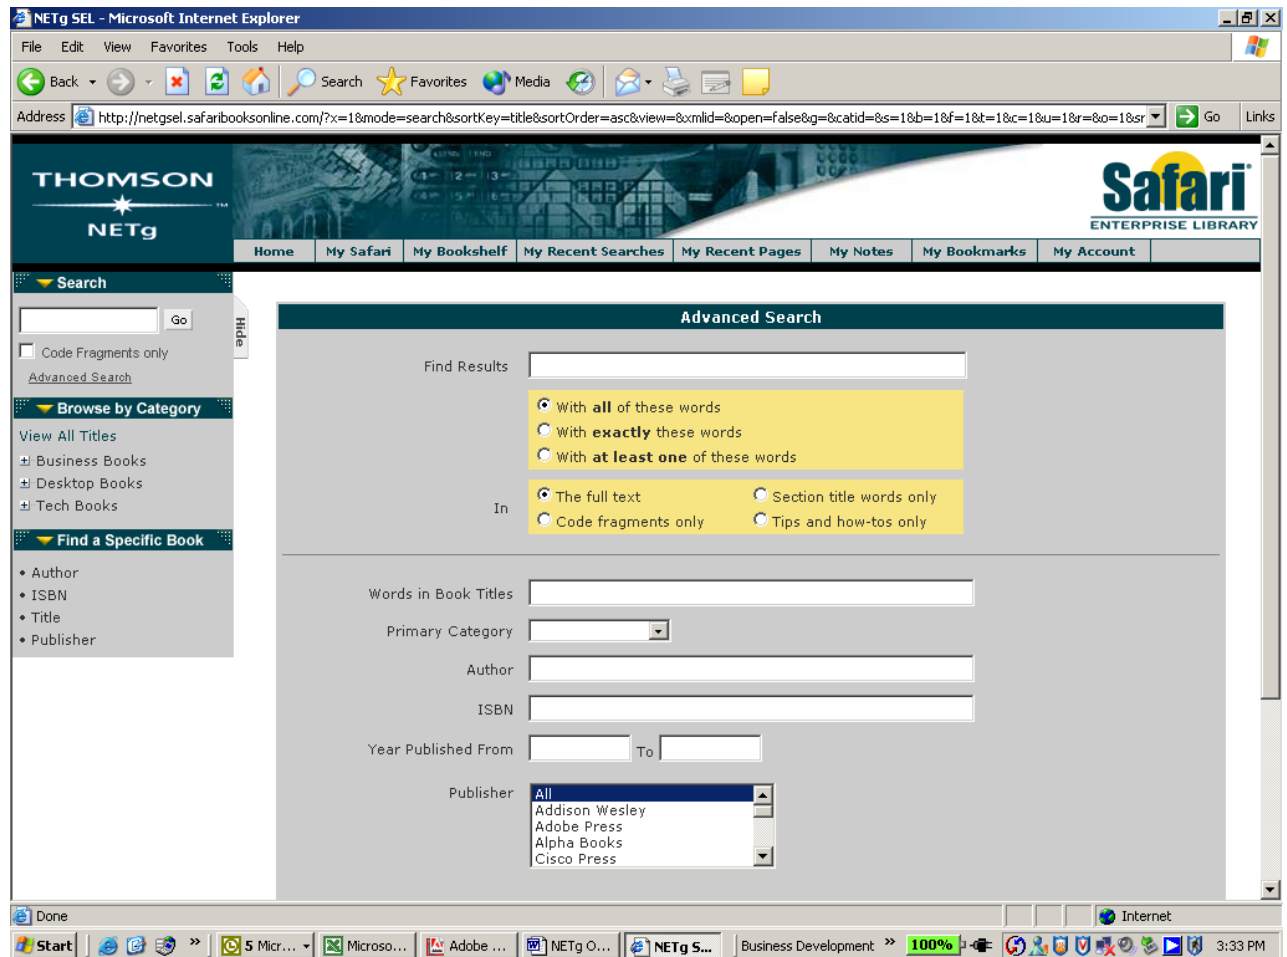 NETg SEL - Microsoft Internet Explorer
File Edit View Favorites Tools Help
Back Search Favorites Media
Address http://netgsel.safaribooksonline.com/?x=1&mode=search&sortKey=title&sortOrder=asc&view=&xmlid=&open=false&g=&catid=&s=1&b=1&f=1&t=1&c=1&u=1&r=&o=1&sr Go Links
THOMSON
NETg
Safari
ENTERPRISE LIBRARY
Home My Safari My Bookshelf My Recent Searches My Recent Pages My Notes My Bookmarks My Account
Search
Go
Code Fragments only
Advanced Search
Browse by Category
View All Titles
Business Books
Desktop Books
Tech Books
Find a Specific Book
• Author
• ISBN
• Title
• Publisher
Hide
Advanced Search
Find Results
With all of these words
With exactly these words
With at least one of these words
In
The full text Section title words only
Code fragments only Tips and how-tos only
Words in Book Titles
Primary Category
Author
ISBN
Year Published From To
Publisher
All
Addison Wesley
Adobe Press
Alpha Books
Cisco Press
Done Internet
Start » 5 Micr... Microso... Adobe ... NETg O... NETg S... Business Development » 100% 3:33 PM